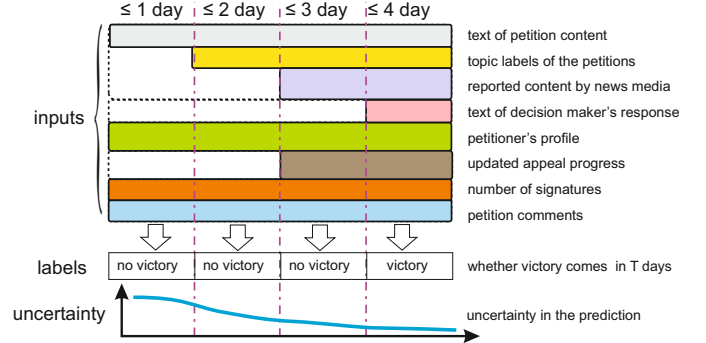 ≤ 1 day ≤ 2 day ≤ 3 day ≤ 4 day
text of petition content
topic labels of the petitions
reported content by news media
text of decision maker's response
inputs
petitioner's profile
updated appeal progress
number of signatures
petition comments
labels no victory no victory no victory victory whether victory comes in T days
uncertainty uncertainty in the prediction